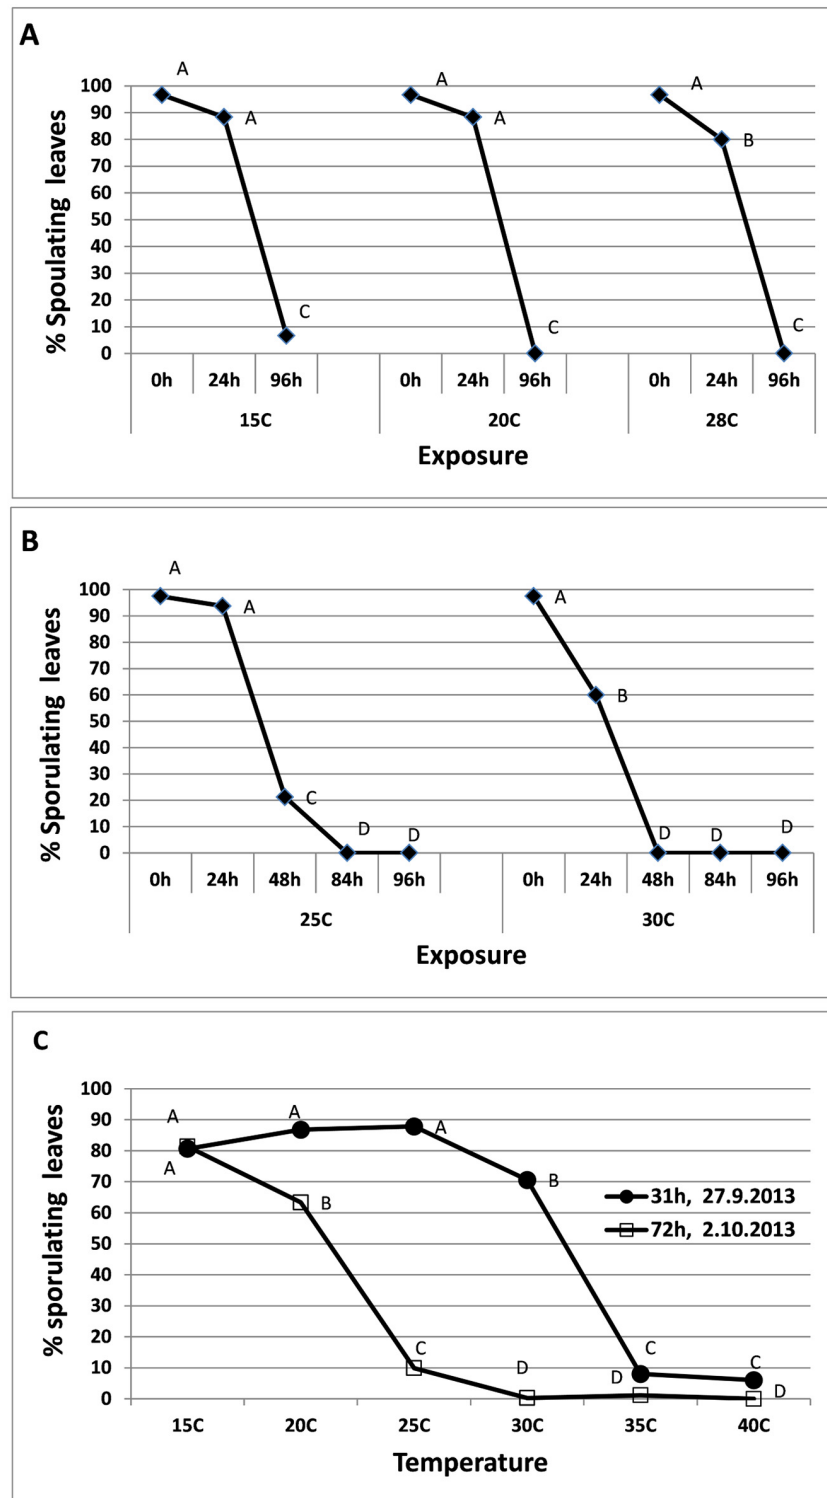 A
A A A
100
90 A A B
80
70
60
50
40
30
20
10 C C C
0
0h 24h 96h 0h 24h 96h 0h 24h 96h
15C 20C 28C
% Spoulating leaves
Exposure
B
A
100
90 A A
80
70
60 B
50
40
30
20 C
10 D D D D D
0
0h 24h 48h 84h 96h 0h 24h 48h 84h 96h
25C 30C
% Sporulating leaves
Exposure
C
100
90 A A A
80 A
70 B
60 B
50
40
30
20
10 C D D C C
0 D
31h, 27.9.2013
72h, 2.10.2013
15C 20C 25C 30C 35C 40C
% sporulating leaves
Temperature